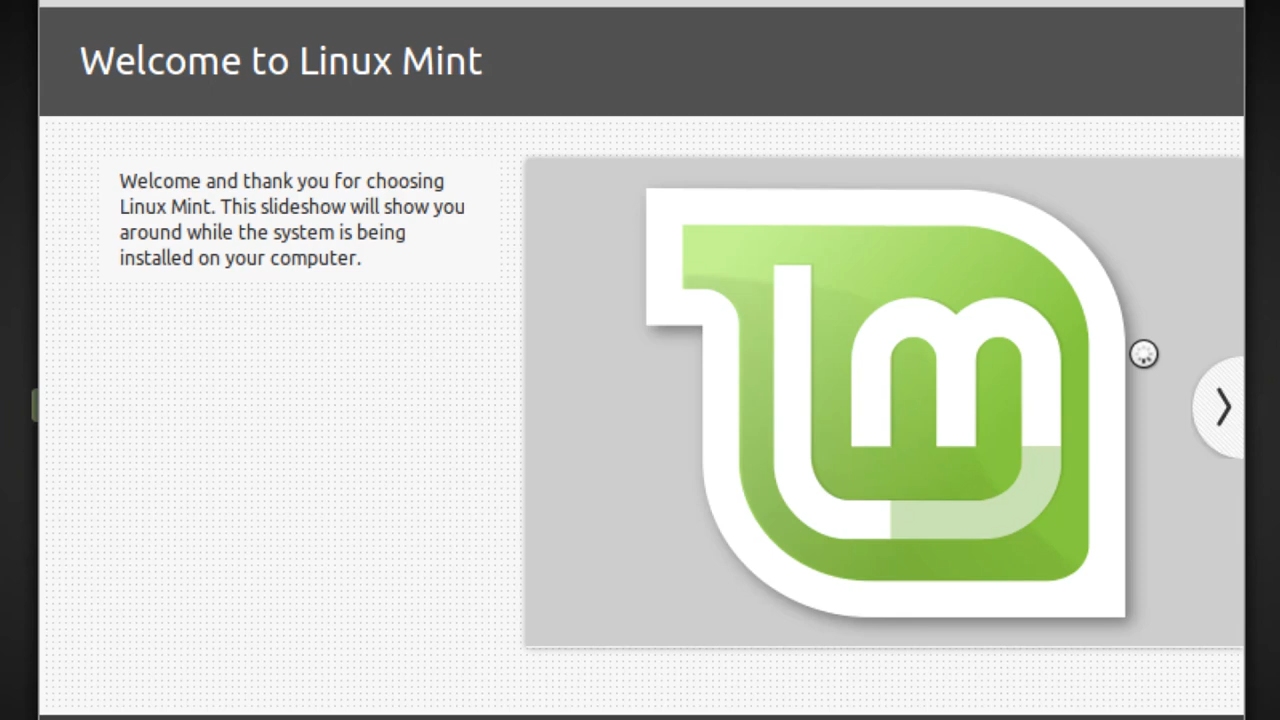 Welcome to Linux Mint
Welcome and thank you for choosing
Linux Mint. This slideshow will show you
around while the system is being
installed on your computer.
lm